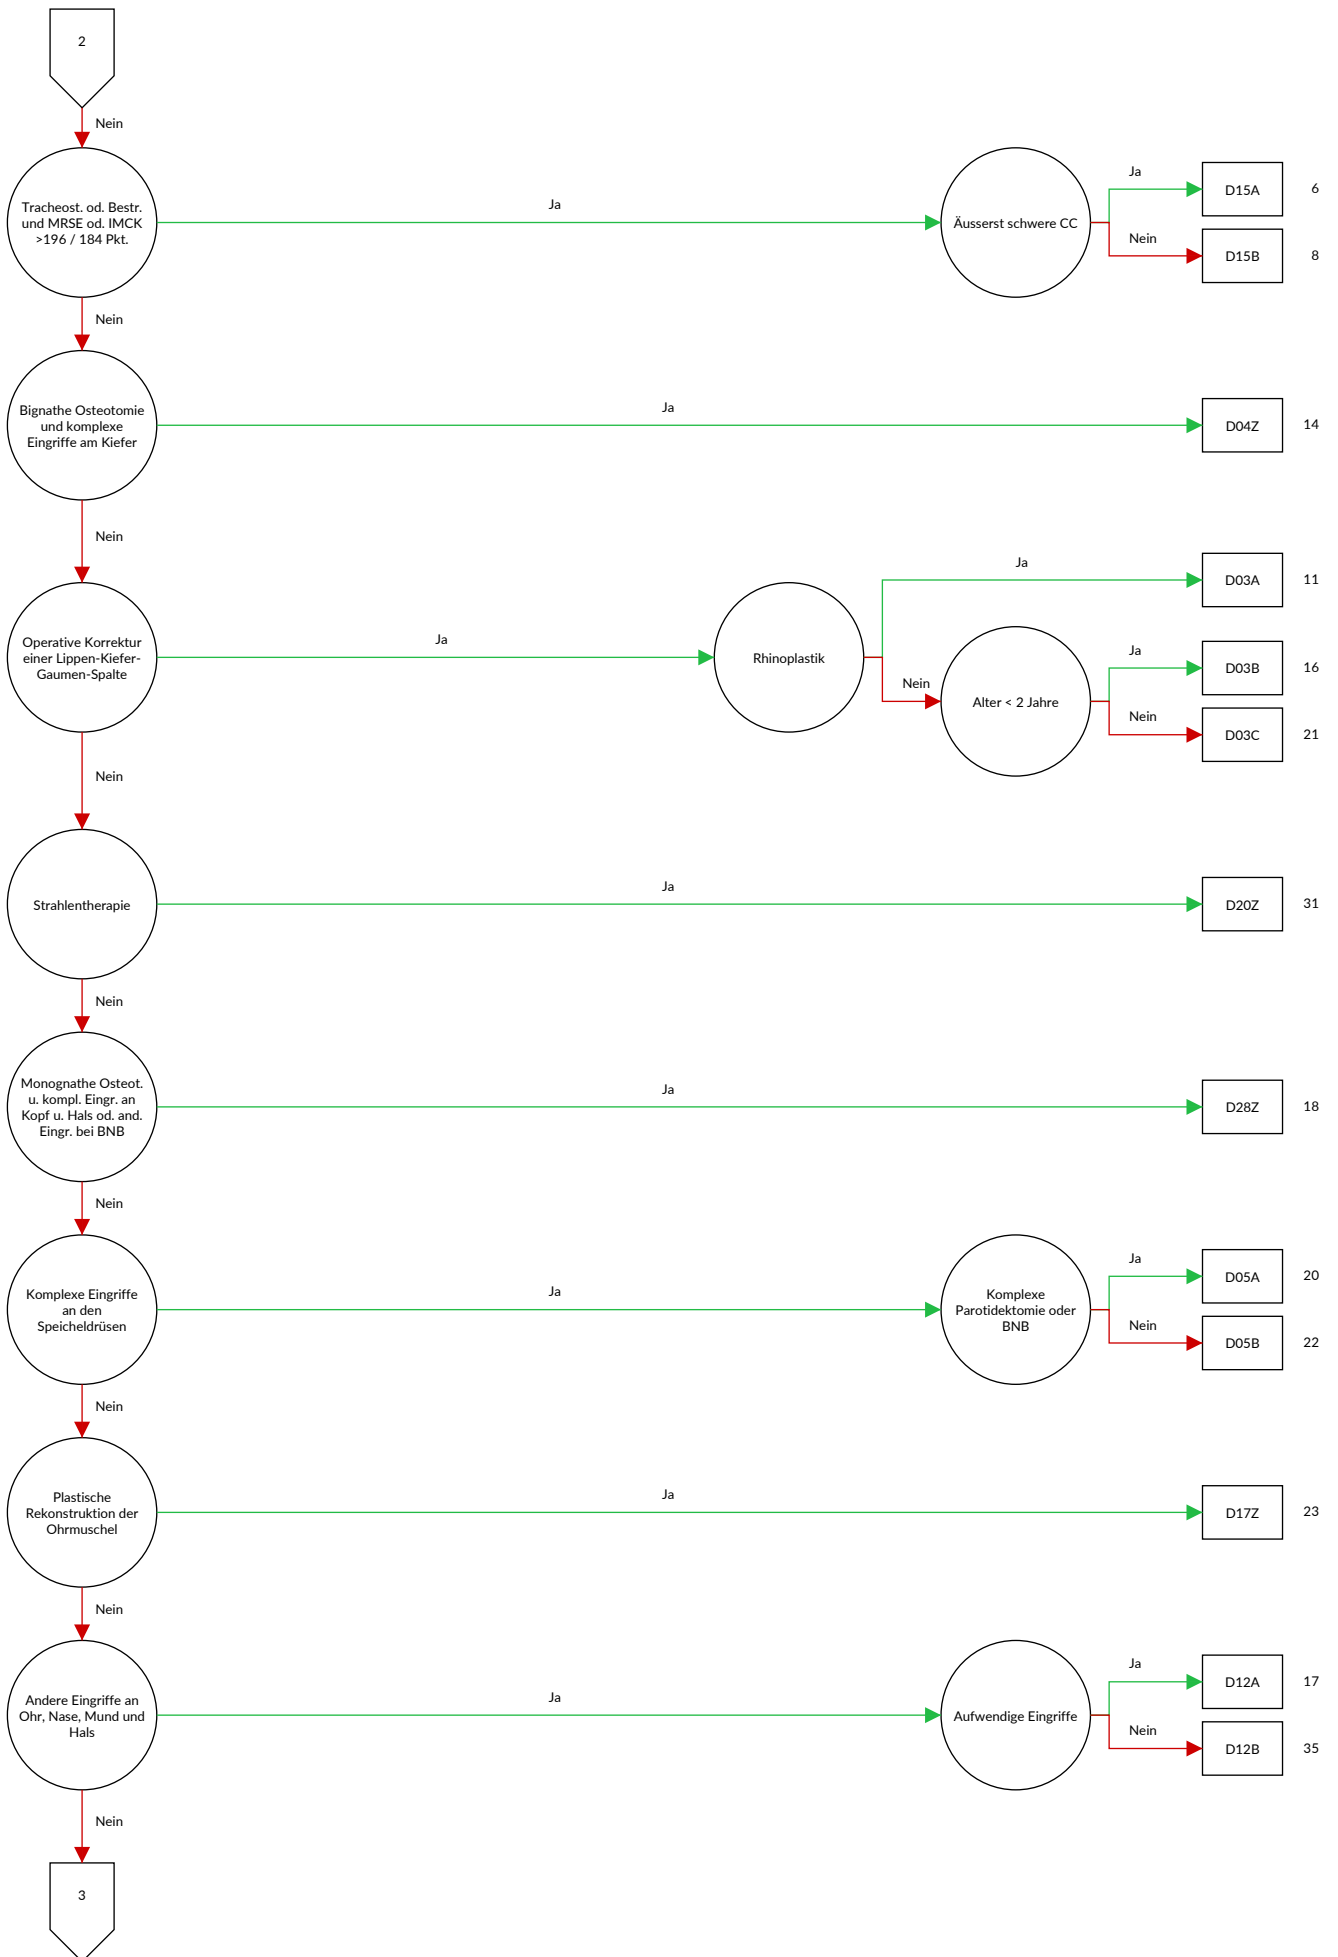 2
Nein
Tracheost. od. Bestr.
und MRSE od. IMCK
>196 / 184 Pkt.
Ja
Äusserst schwere CC
Ja
D15A
6
Nein
D15B
8
Nein
Bignathe Osteotomie
und komplexe
Eingriffe am Kiefer
Ja
D04Z
14
Nein
Operative Korrektur
einer Lippen-Kiefer-
Gaumen-Spalte
Ja
Rhinoplastik
Ja
D03A
11
Nein
Alter < 2 Jahre
Ja
D03B
16
Nein
D03C
21
Nein
Strahlentherapie
Ja
D20Z
31
Nein
Monognathe Osteot.
u. kompl. Eingr. an
Kopf u. Hals od. and.
Eingr. bei BNB
Ja
D28Z
18
Nein
Komplexe Eingriffe
an den
Speicheldrüsen
Ja
Komplexe
Parotidektomie oder
BNB
Ja
D05A
20
Nein
D05B
22
Nein
Plastische
Rekonstruktion der
Ohrmuschel
Ja
D17Z
23
Nein
Andere Eingriffe an
Ohr, Nase, Mund und
Hals
Ja
Aufwendige Eingriffe
Ja
D12A
17
Nein
D12B
35
Nein
3